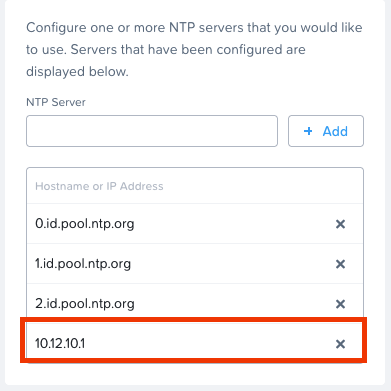 Configure one or more NTP servers that you would like
to use. Servers that have been configured are
displayed below.
NTP Server
+ Add
Hostname or IP Address
0.id.pool.ntp.org
1.id.pool.ntp.org
2.id.pool.ntp.org
10.12.10.1